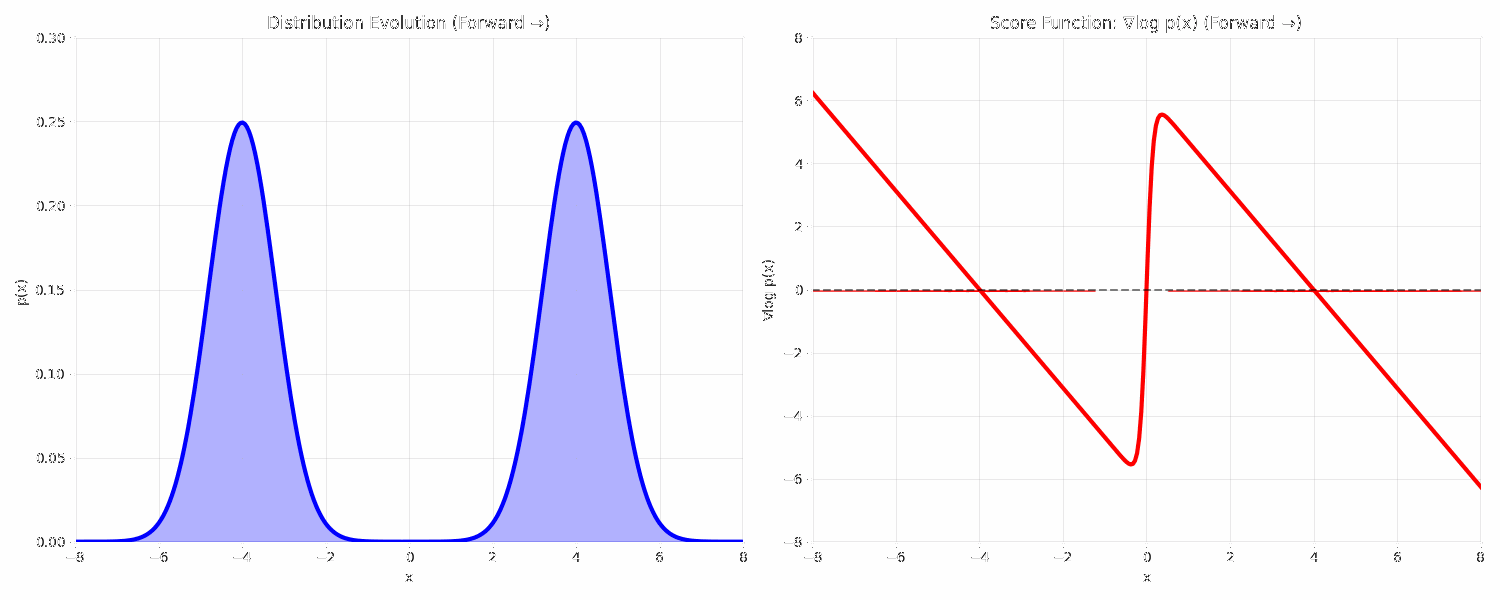 Distribution Evolution (Forward →)
0.30
0.25
0.20
0.15
0.10
0.05
0.00
p(x)
−8 −6 −4 −2 0 2 4 6 8
x
Score Function: ∇log p(x) (Forward →)
8
6
4
2
0
−2
−4
−6
−8
∇log p(x)
−8 −6 −4 −2 0 2 4 6 8
x